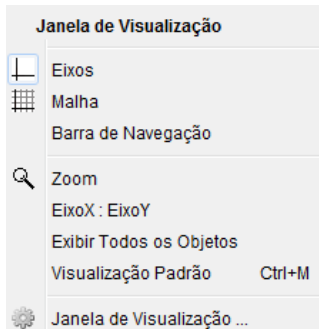 Janela de Visualização
Eixos
Malha
Barra de Navegação
Zoom
EixoX : EixoY
Exibir Todos os Objetos
Visualização Padrão Ctrl+M
Janela de Visualização ...